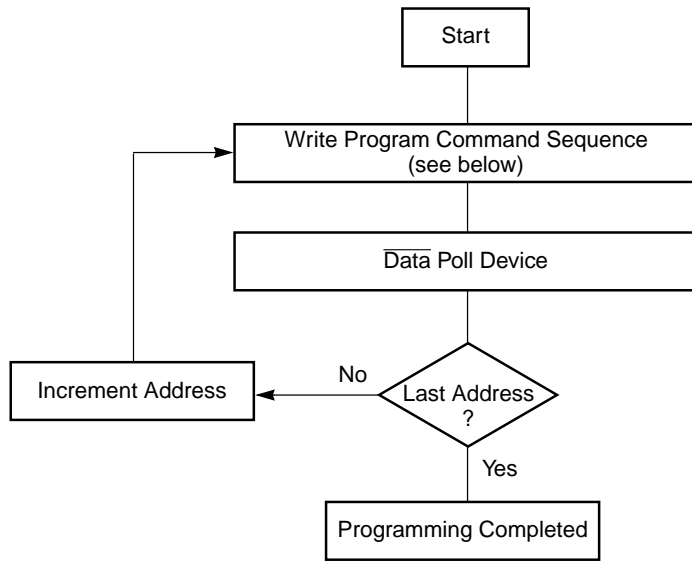 Start
Write Program Command Sequence
(see below)
Data Poll Device
No
Increment Address
Last Address
?
Yes
Programming Completed